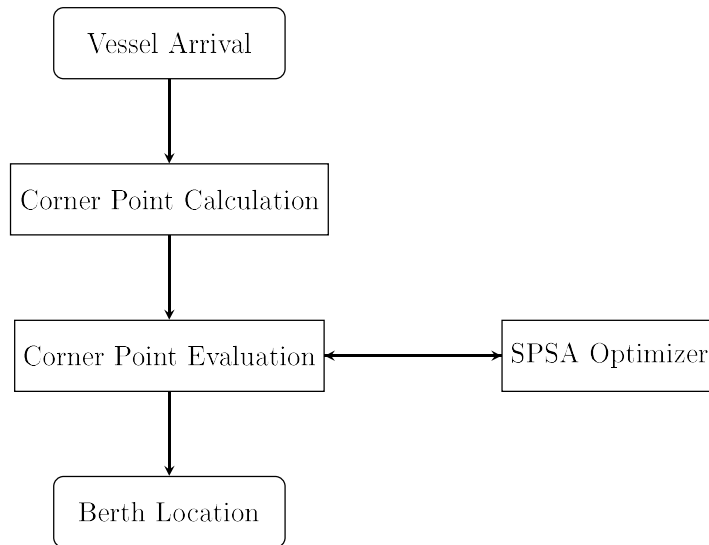 Vessel Arrival
Corner Point Calculation
Corner Point Evaluation
SPSA Optimizer
Berth Location